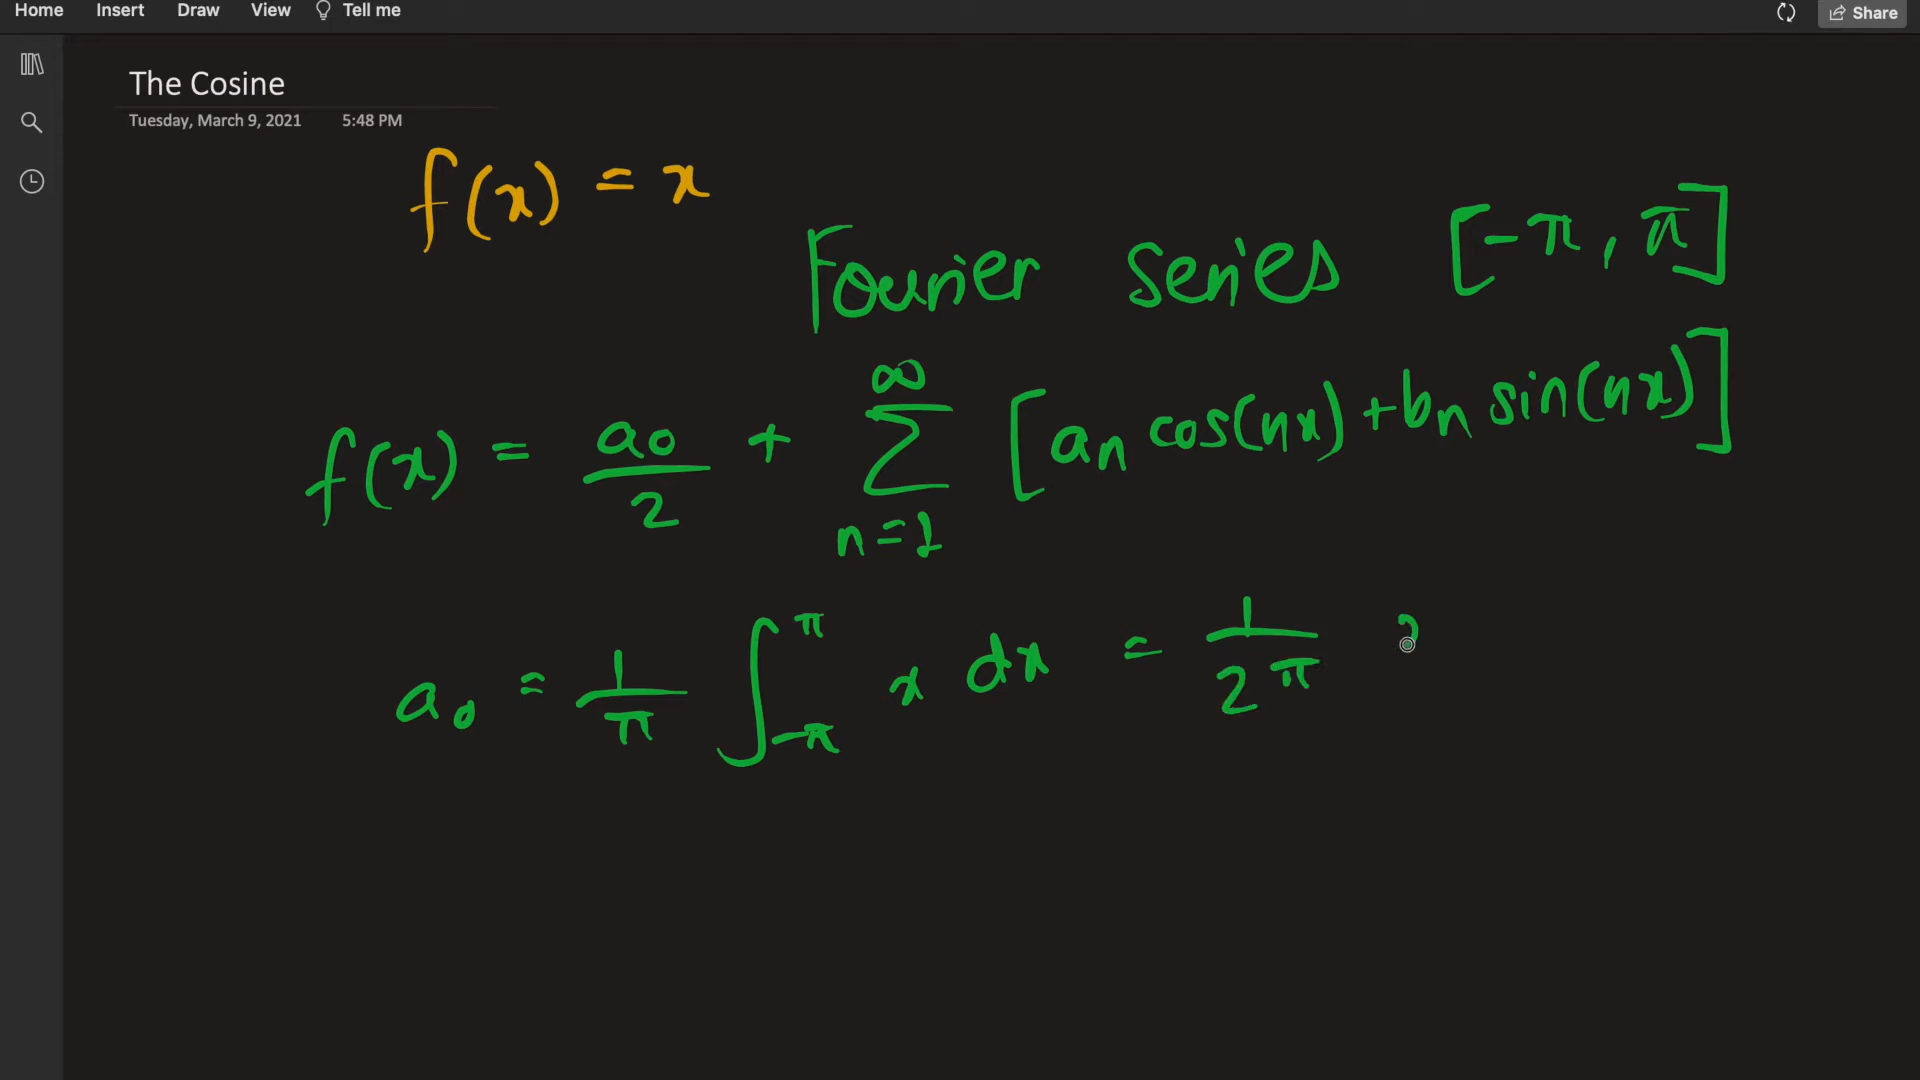 Home Insert Draw View Tell me Share
The Cosine
Tuesday, March 9, 2021 5:48 PM
f(x) = x
Fourier Series [-π, π]
f(x) = a₀/2 + ∑_{n=1}^{∞} [aₙ cos(nx) + bₙ sin(nx)]
a₀ = 1/π ∫_{-π}^{π} x dx = 1/2π